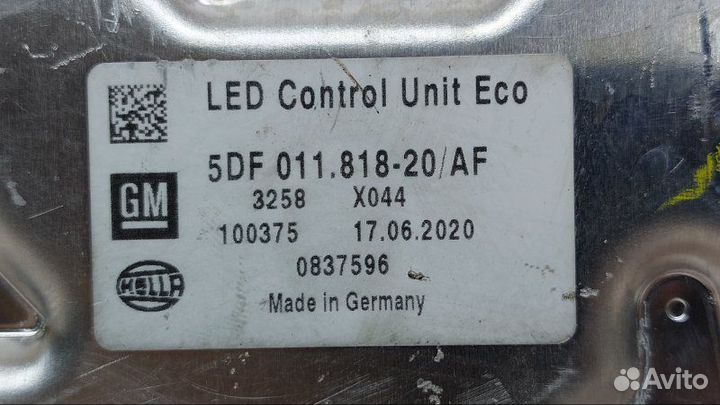 LED Control Unit Eco
5DF 011.818-20/AF
GM
3258 X044
100375 17.06.2020
0837596
HELLA
Made in Germany
Avito